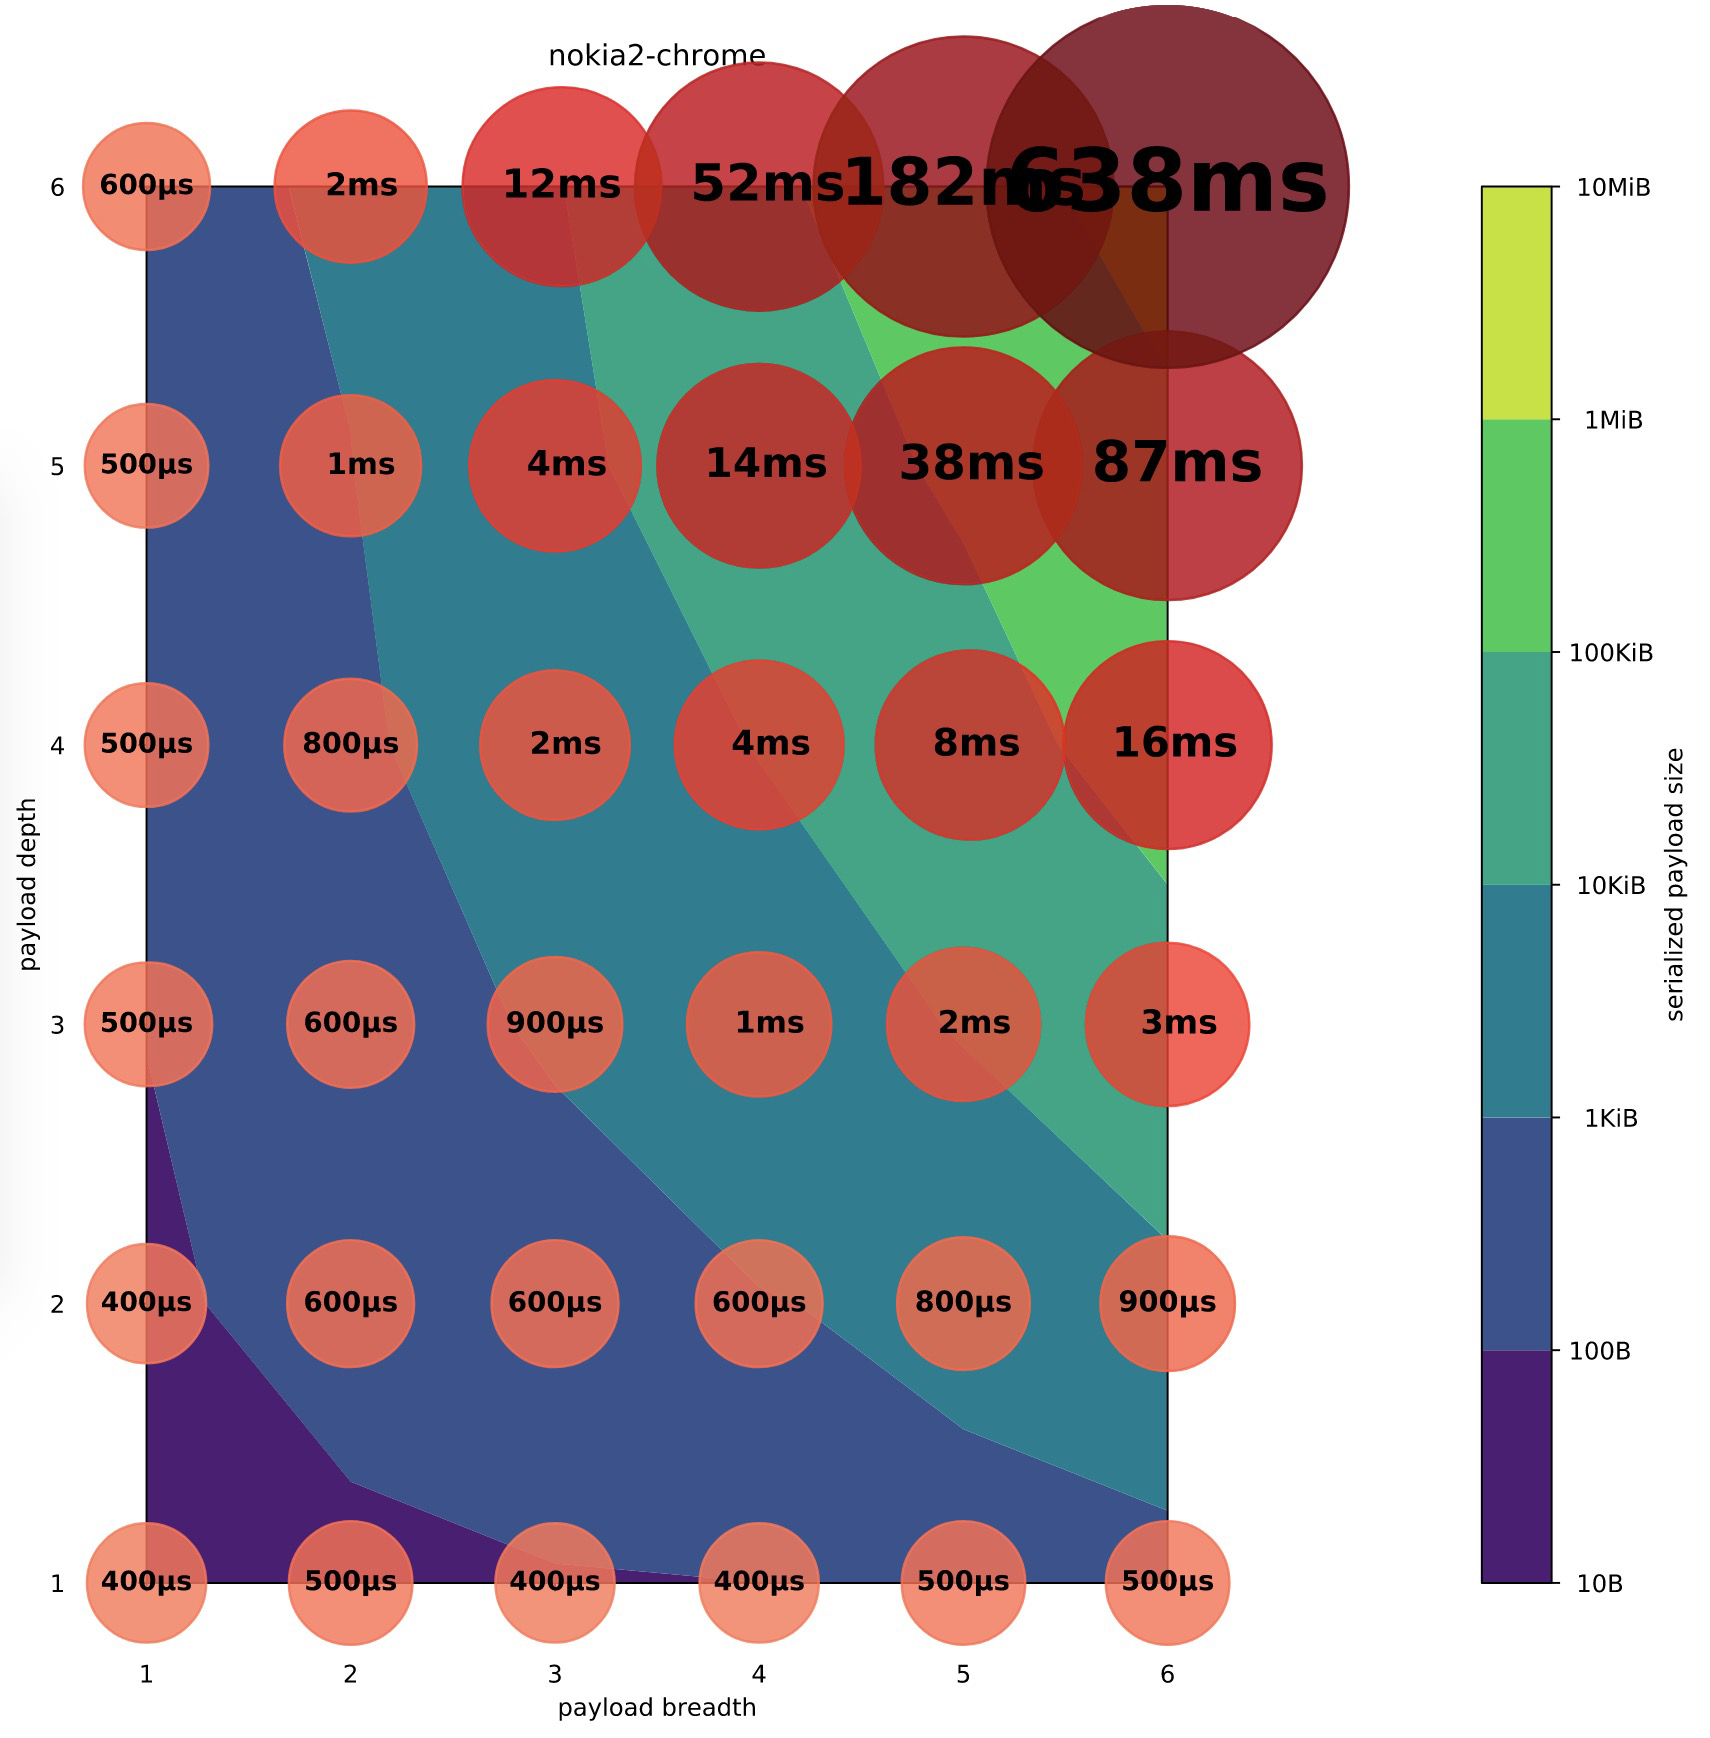 nokia2-chrome
6 600µs 2ms 12ms 52ms 182ms 638ms
5 500µs 1ms 4ms 14ms 38ms 87ms
4 500µs 800µs 2ms 4ms 8ms 16ms
3 500µs 600µs 900µs 1ms 2ms 3ms
2 400µs 600µs 600µs 600µs 800µs 900µs
1 400µs 500µs 400µs 400µs 500µs 500µs
1 2 3 4 5 6
payload breadth
payload depth
10MiB
1MiB
100KiB
10KiB
1KiB
100B
10B
serialized payload size